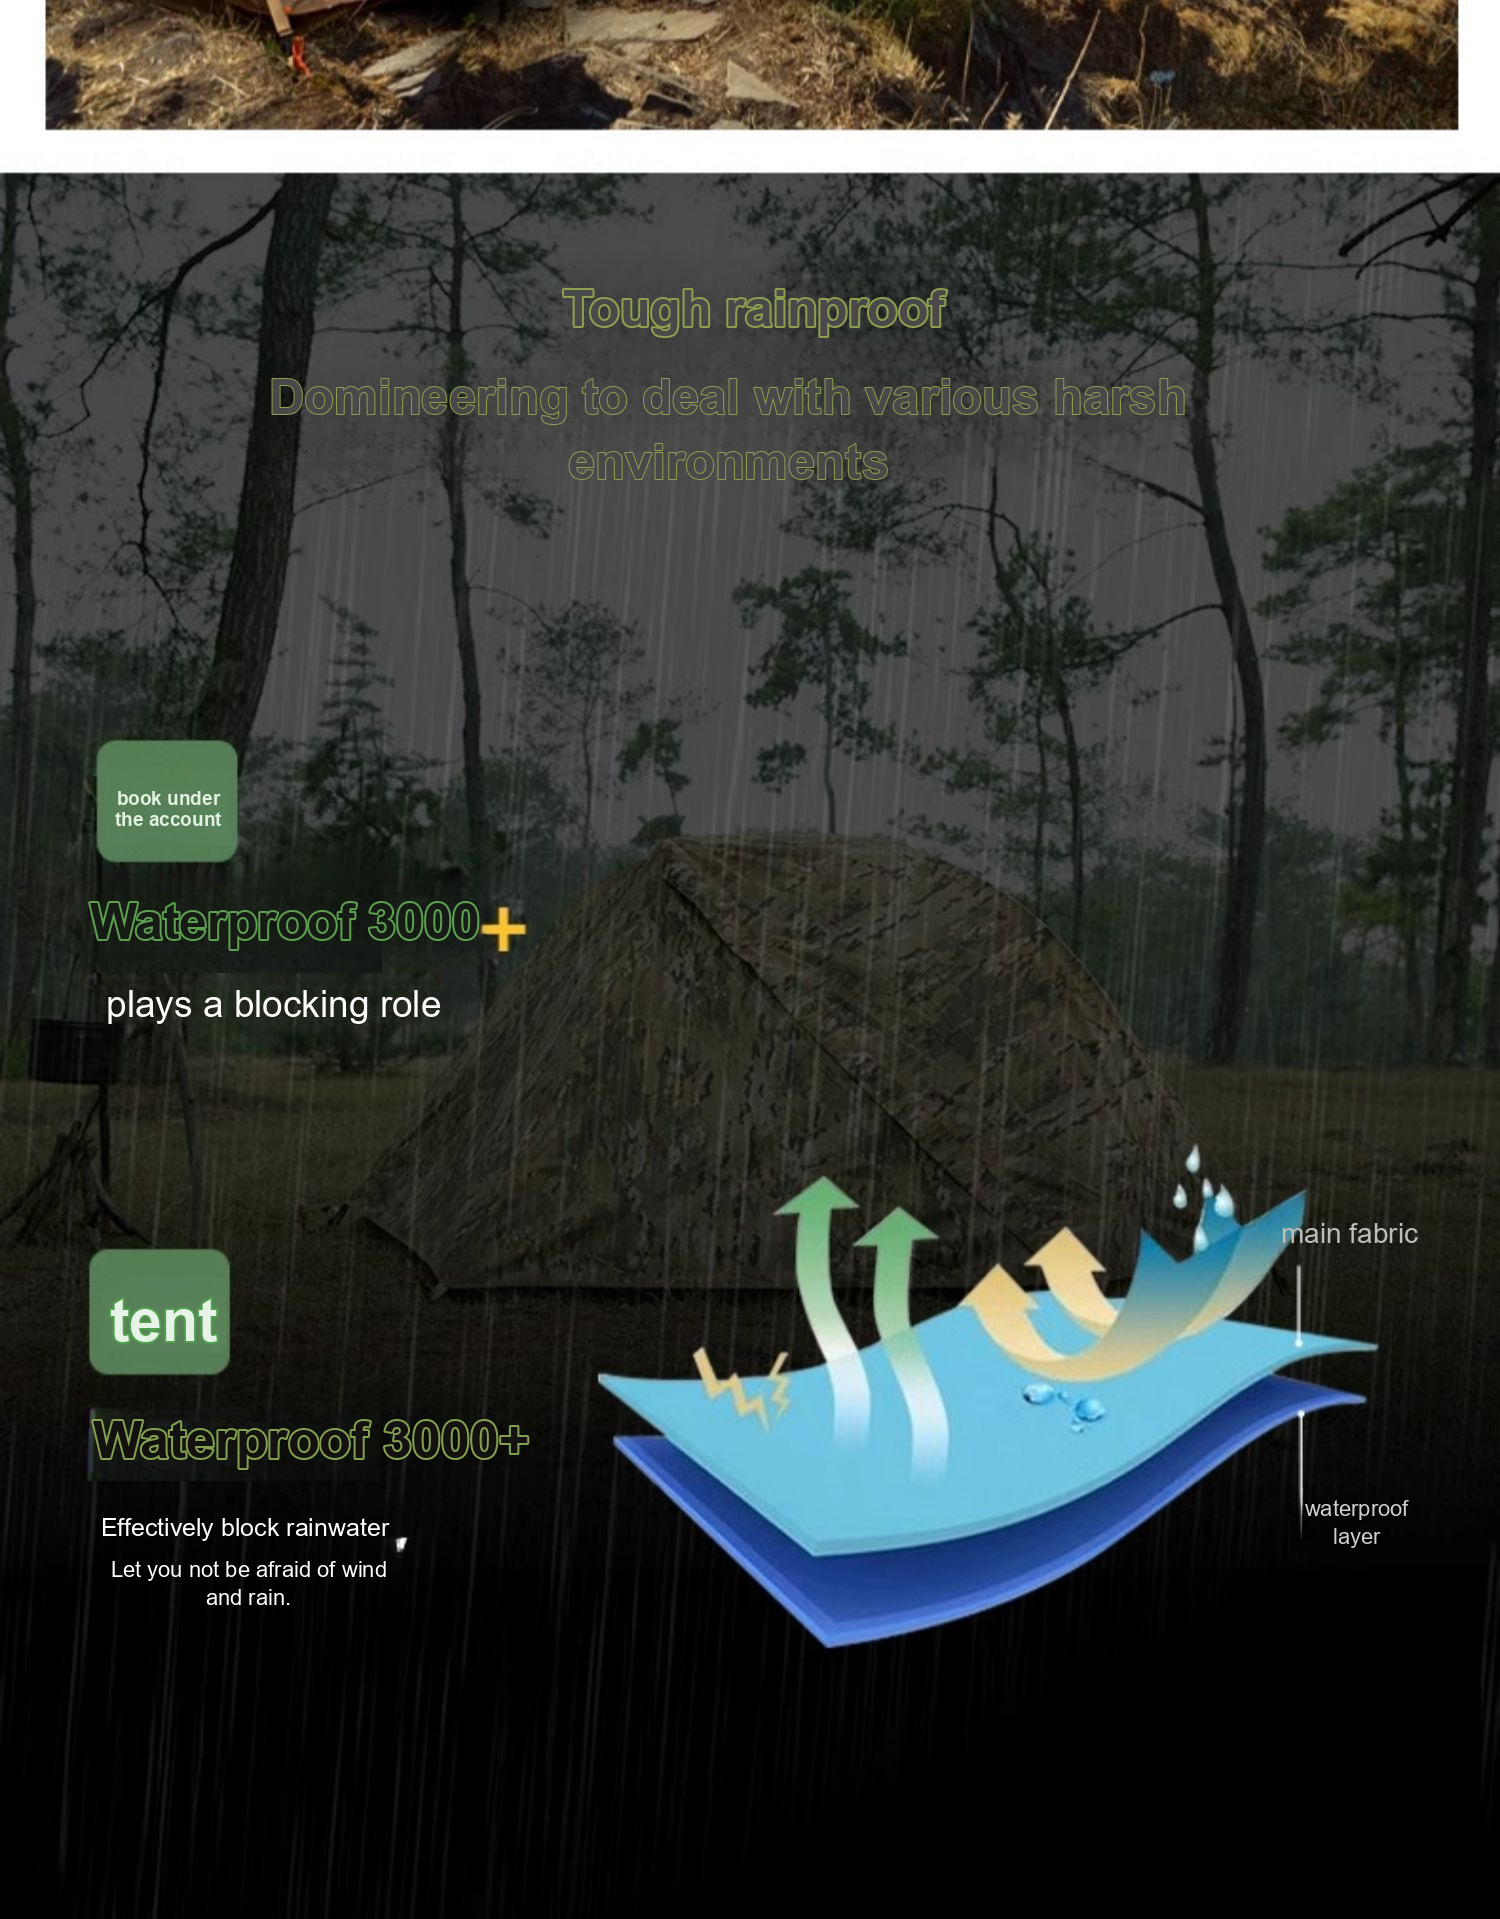 Tough rainproof
Domineering to deal with various harsh
environments
book under
the account
Waterproof 3000+
plays a blocking role
main fabric
tent
Waterproof 3000+
waterproof
layer
Effectively block rainwater
Let you not be afraid of wind
and rain.